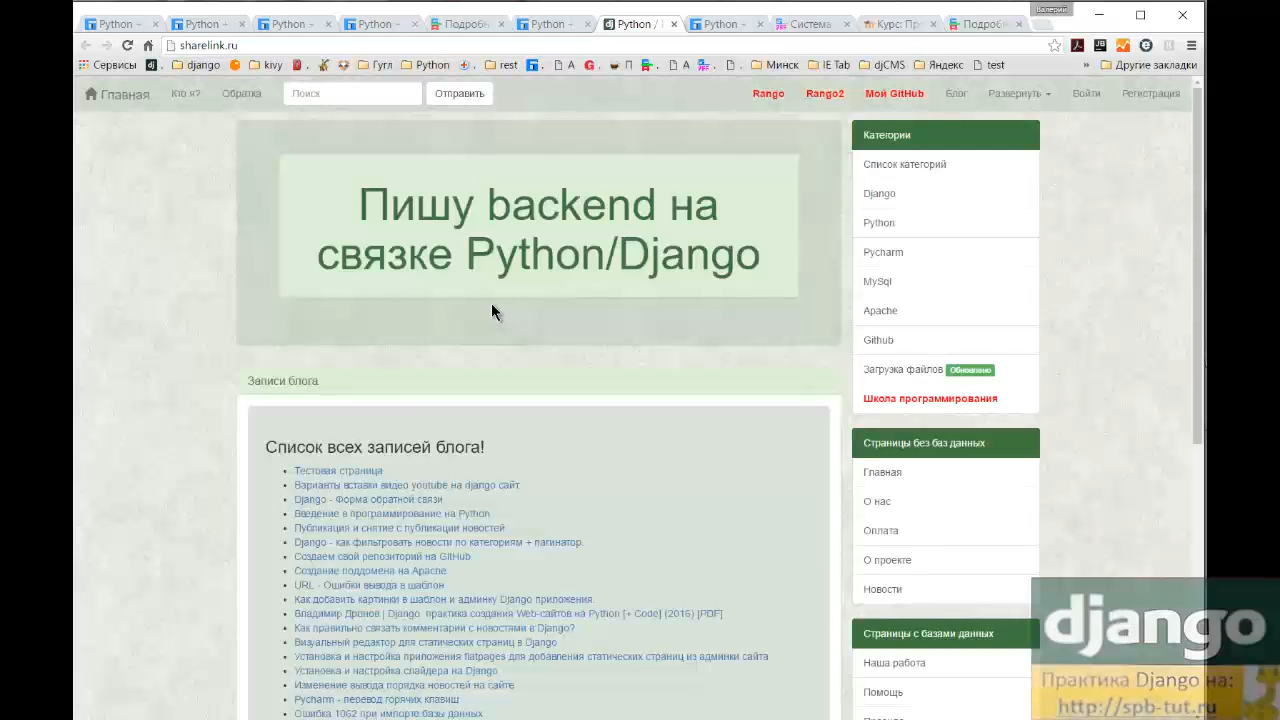 Валерий
Python -
Python +
Python -
Python -
Подробн
Python +
Python / 
Python -
Система
Курс: Пр
Подробн
sharelink.ru
Сервисы
django
kivy
Гугл
Python
rest
А
П
А
Минск
IE Tab
djCMS
Яндекс
test
Другие закладки
Главная
Кто я?
Обратка
Поиск
Отправить
Rango
Rango2
Мой GitHub
Блог
Развернуть
Войти
Регистрация
Пишу backend на
связке Python/Django
Записи блога
Список всех записей блога!
Тестовая страница
Варианты вставки видео youtube на django сайт
Django - Форма обратной связи
Введение в программирование на Python
Публикация и снятие с публикации новостей
Django - как фильтровать новости по категориям + пагинатор.
Создаем свой репозиторий на GitHub
Создание поддомена на Apache
URL - Ошибки вывода в шаблон
Как добавить картинки в шаблон и админку Django приложения.
Владимир Дронов | Django практика создания Web-сайтов на Python [+ Code] (2016) [PDF]
Как правильно связать комментарии с новостями в Django?
Визуальный редактор для статических страниц в Django
Установка и настройка приложения flatpages для добавления статических страниц из админки сайта
Установка и настройка слайдера на Django
Изменение вывода порядка новостей на сайте
Pycharm - перевод горячих клавиш
Ошибка 1062 при импорте базы данных
Категории
Список категорий
Django
Python
Pycharm
MySql
Apache
Github
Загрузка файлов Обновлено
Школа программирования
Страницы без баз данных
Главная
О нас
Оплата
О проекте
Новости
Страницы с базами данных
Наша работа
Помощь
django
Практика Django на:
http://spb-tut.ru